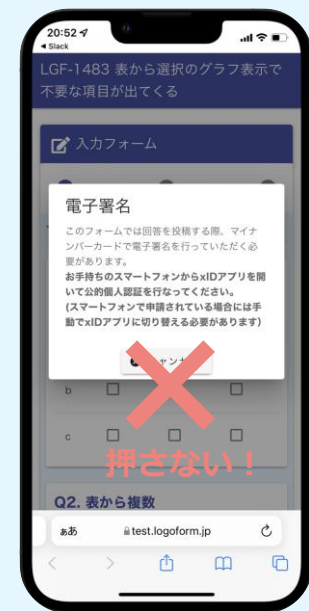 20:52
◀ Slack
LGF-1483 表から選択のグラフ表示で
不要な項目が出てくる
入力フォーム
電子署名
このフォームでは回答を投稿する際、マイナ
ンバーカードで電子署名を行っていただく必
要があります。
お手持ちのスマートフォンからxIDアプリを開
いて公的個人認証を行なってください。
(スマートフォンで申請されている場合には手
動でxIDアプリに切り替える必要があります)
b
c
押さない！
Q2. 表から複数
ぁあ
test.logoform.jp